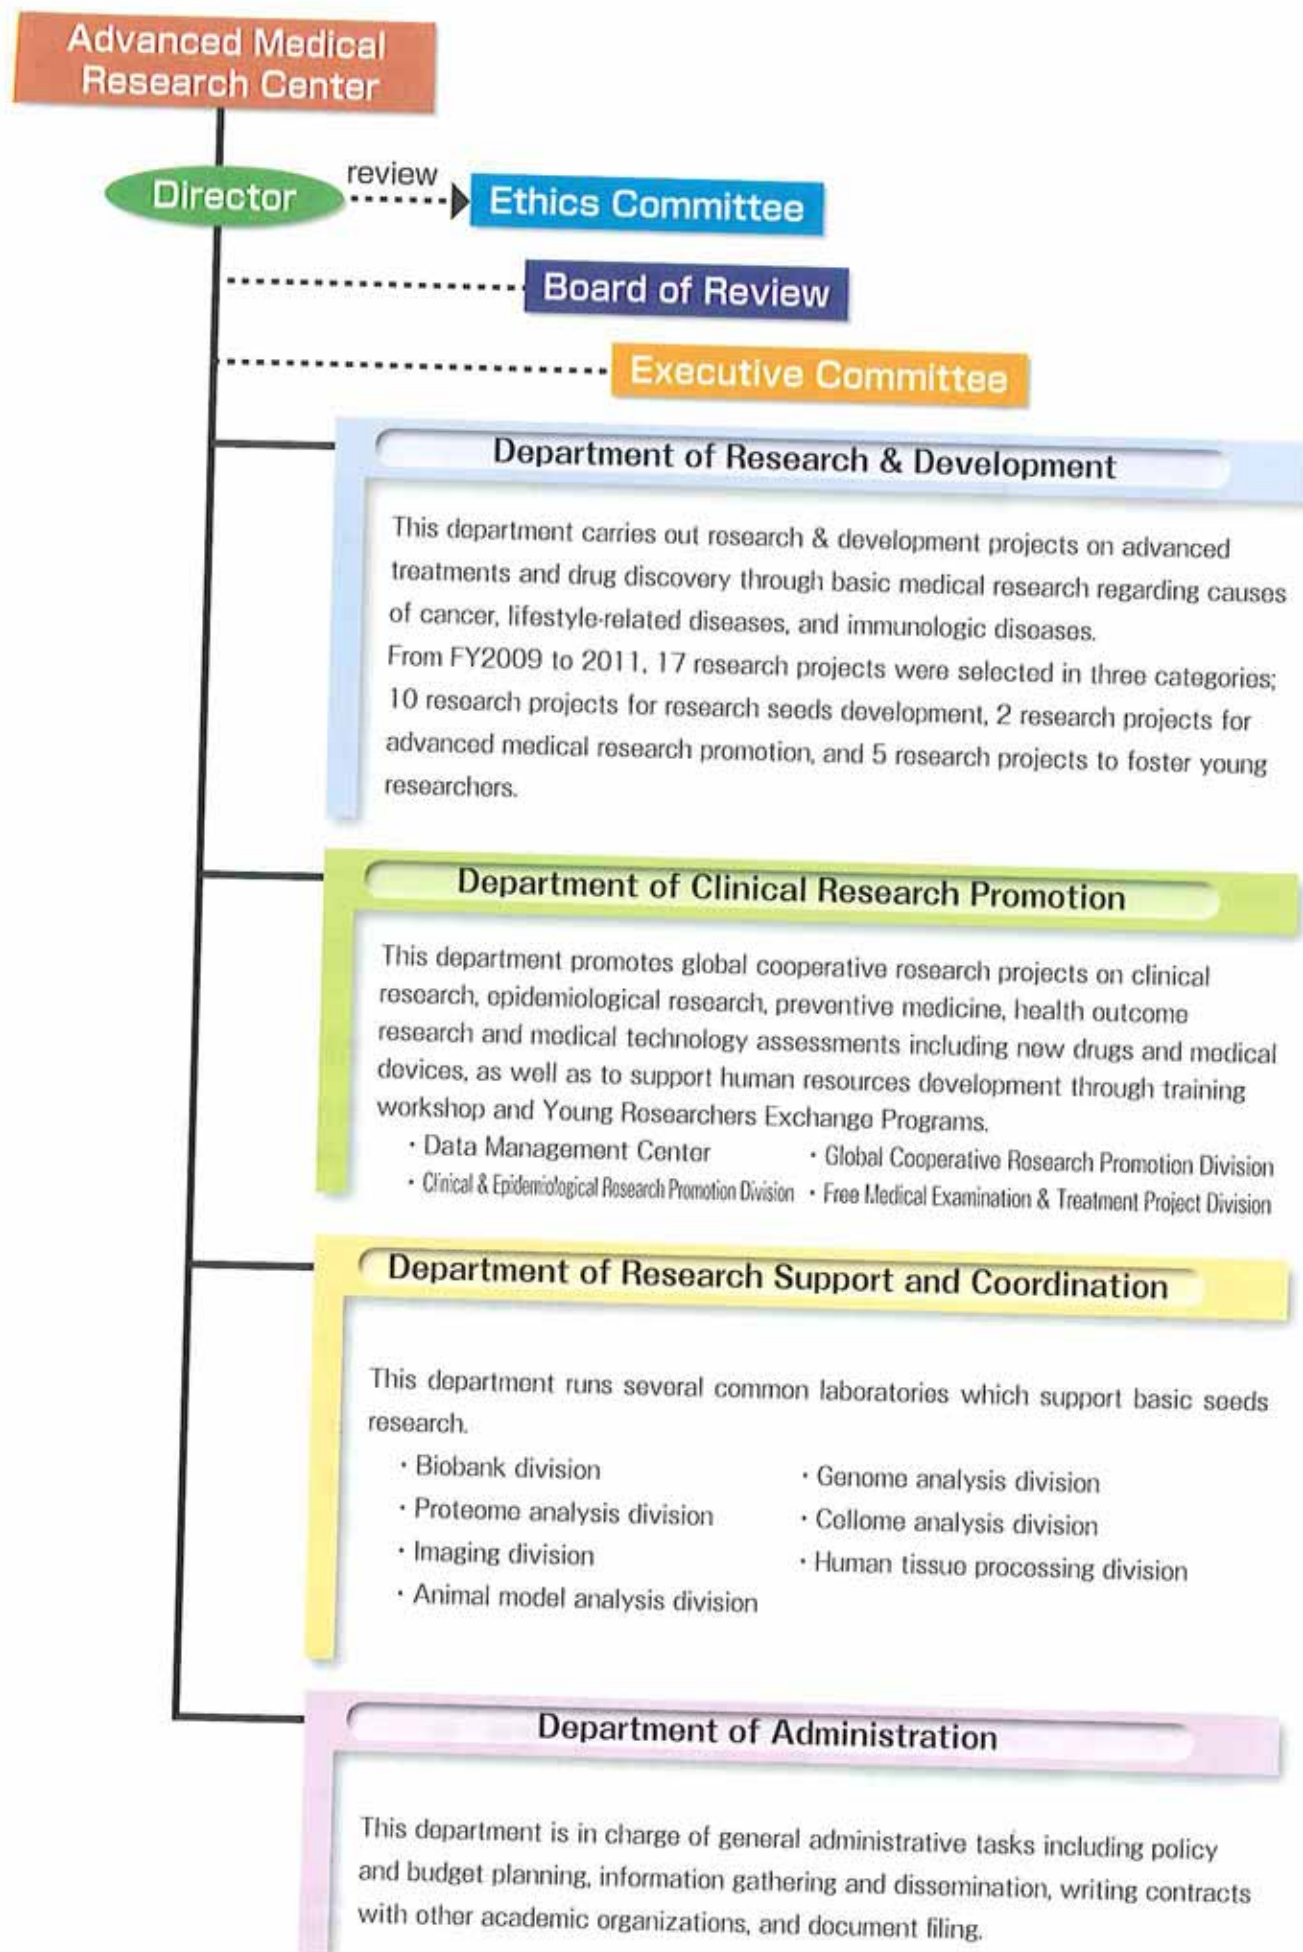 Advanced Medical
Research Center
Director
review
Ethics Committee
Board of Review
Executive Committee
Department of Research & Development
This department carries out research & development projects on advanced
treatments and drug discovery through basic medical research regarding causes
of cancer, lifestyle-related diseases, and immunologic diseases.
From FY2009 to 2011, 17 research projects were selected in three categories;
10 research projects for research seeds development, 2 research projects for
advanced medical research promotion, and 5 research projects to foster young
researchers.
Department of Clinical Research Promotion
This department promotes global cooperative research projects on clinical
research, epidemiological research, preventive medicine, health outcome
research and medical technology assessments including new drugs and medical
devices, as well as to support human resources development through training
workshop and Young Researchers Exchange Programs.
・Data Management Center ・Global Cooperative Research Promotion Division
・Clinical & Epidemiological Research Promotion Division ・Free Medical Examination & Treatment Project Division
Department of Research Support and Coordination
This department runs several common laboratories which support basic seeds
research.
・Biobank division ・Genome analysis division
・Proteome analysis division ・Cellome analysis division
・Imaging division ・Human tissue processing division
・Animal model analysis division
Department of Administration
This department is in charge of general administrative tasks including policy
and budget planning, information gathering and dissemination, writing contracts
with other academic organizations, and document filing.